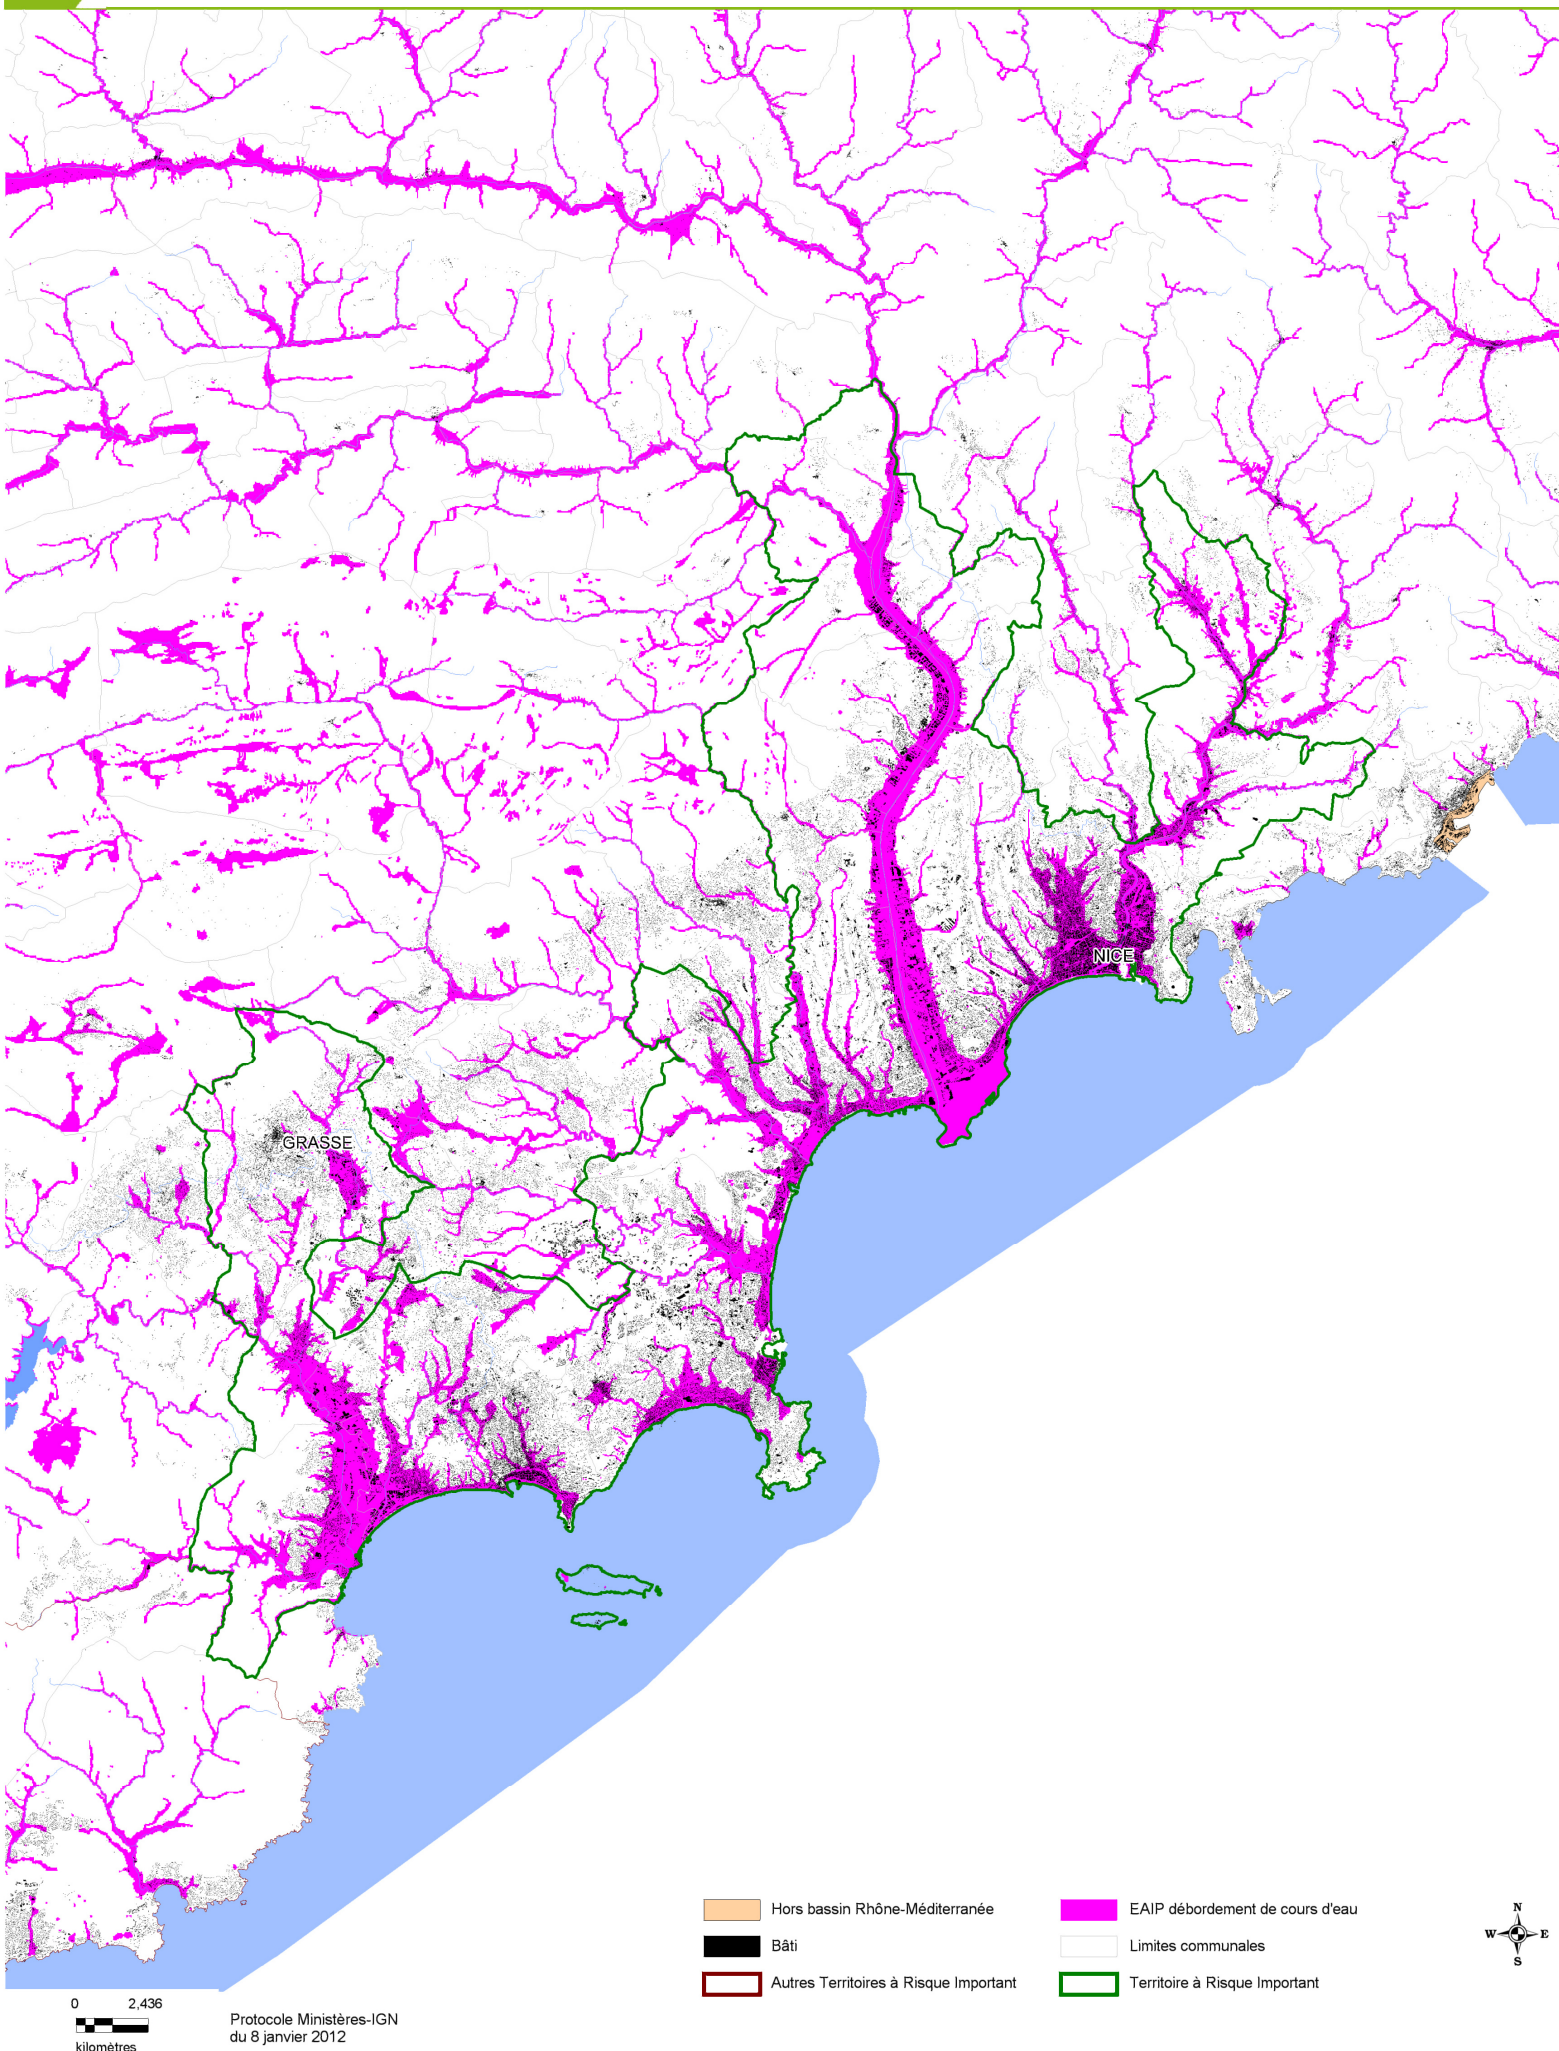 NICE
GRASSE
Hors bassin Rhône-Méditerranée
EAIP débordement de cours d'eau
Bâti
Limites communales
Autres Territoires à Risque Important
Territoire à Risque Important
N
W E
S
0 2,436
kilomètres
Protocole Ministères-IGN
du 8 janvier 2012